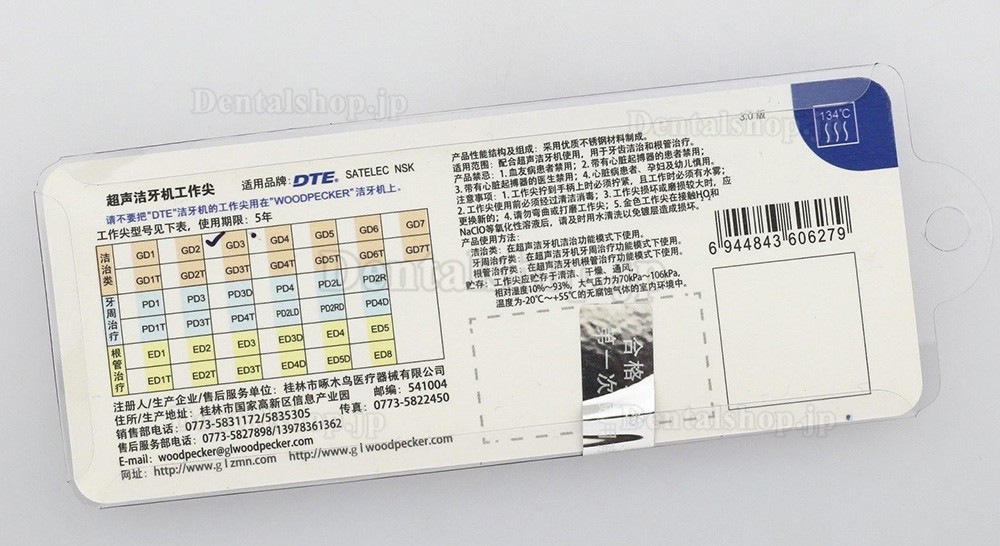 Dentalshop.jp
Dentalshop.jp
Dentalshop.jp
Dentalshop.jp
Dentalshop.jp
超声洁牙机工作尖
适用品牌: DTE® SATELEC NSK
请不要把"DTE"洁牙机的工作尖用在"WOODPECKER"洁牙机上。
工作尖型号见下表，使用期限：5年
洁治类 GD1 GD2 ✓ GD3 GD4 GD5 GD6 GD7
GD1T GD2T GD3T GD4T GD5T GD6T GD7T
牙周治疗 PD1 PD3 PD3D PD4 PD2L PD2R
PD1T PD3T PD4T PD2LD PD2RD PD4D
根管治疗 ED1 ED2 ED3 ED3D ED4 ED5
ED1T ED2T ED3T ED4D ED5D ED8
注册人/生产企业/售后服务单位：桂林市啄木鸟医疗器械有限公司
住所/生产地址：桂林市国家高新区信息产业园 邮编：541004
销售部电话：0773-5831172/5835305 传真：0773-5822450
售后服务部电话：0773-5827898/13978361362
E-mail：woodpecker@glwoodpecker.com
网址：http://www.glzmn.com http://www.glwoodpecker.com
3.0版
134℃
产品性能结构及组成：采用优质不锈钢材料制成。
适用范围：配合超声洁牙机使用，用于牙齿洁治和根管治疗。
产品禁忌：1.血友病患者禁用；2.带有心脏起搏器的患者禁用；
3.带有心脏起搏器的医生禁用；4.心脏病患者、孕妇及幼儿慎用。
注意事项：1.工作尖拧到手柄上时必须拧紧，且工作时必须有水雾；
2.工作尖使用前必须经过清洁消毒；3.工作尖损坏或磨损较大时，应
更换新的；4.请勿弯曲或打磨工作尖；5.金色工作尖在接触H₂O₂和
NaClO等氧化性溶液后，请及时用水清洗以免镀层造成损坏。
产品使用方法：
洁治类：在超声洁牙机洁治功能模式下使用。
牙周治疗类：在超声洁牙机牙周治疗功能模式下使用。
根管治疗类：在超声洁牙机根管治疗功能模式下使用。
贮存：工作尖应贮存于清洁、干燥、通风、
相对湿度10%~93%，大气压力为70kPa~106kPa，
温度为-20℃~+55℃的无腐蚀气体的室内环境中。
6 944843 606279
合格
第一次